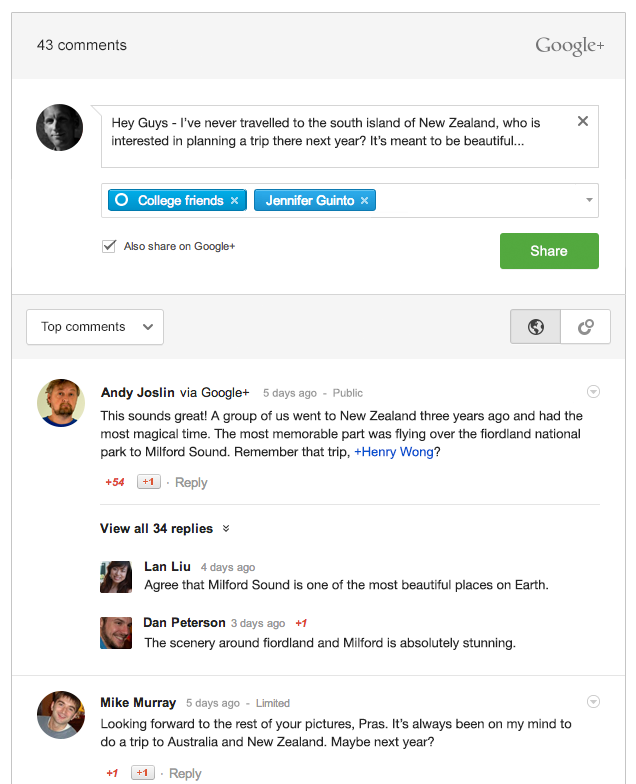 43 comments
Google+
Hey Guys - I've never travelled to the south island of New Zealand, who is
interested in planning a trip there next year? It's meant to be beautiful...
College friends
Jennifer Guinto
Also share on Google+
Share
Top comments
Andy Joslin via Google+ 5 days ago - Public
This sounds great! A group of us went to New Zealand three years ago and had the
most magical time. The most memorable part was flying over the fiordland national
park to Milford Sound. Remember that trip, +Henry Wong?
+54 +1 · Reply
View all 34 replies
Lan Liu 4 days ago
Agree that Milford Sound is one of the most beautiful places on Earth.
Dan Peterson 3 days ago +1
The scenery around fiordland and Milford is absolutely stunning.
Mike Murray 5 days ago - Limited
Looking forward to the rest of your pictures, Pras. It's always been on my mind to
do a trip to Australia and New Zealand. Maybe next year?
+1 +1 · Reply